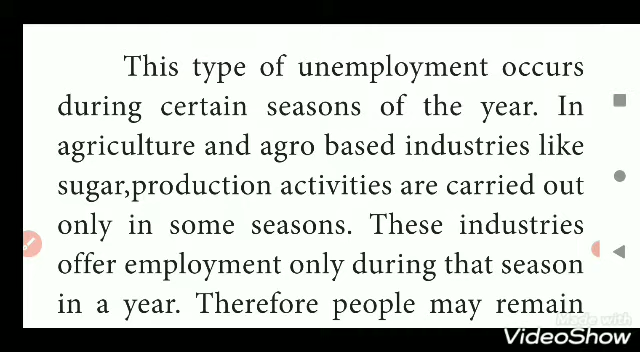 This type of unemployment occurs
during certain seasons of the year. In
agriculture and agro based industries like
sugar,production activities are carried out
only in some seasons. These industries
offer employment only during that season
in a year. Therefore people may remain
Made with
VideoShow